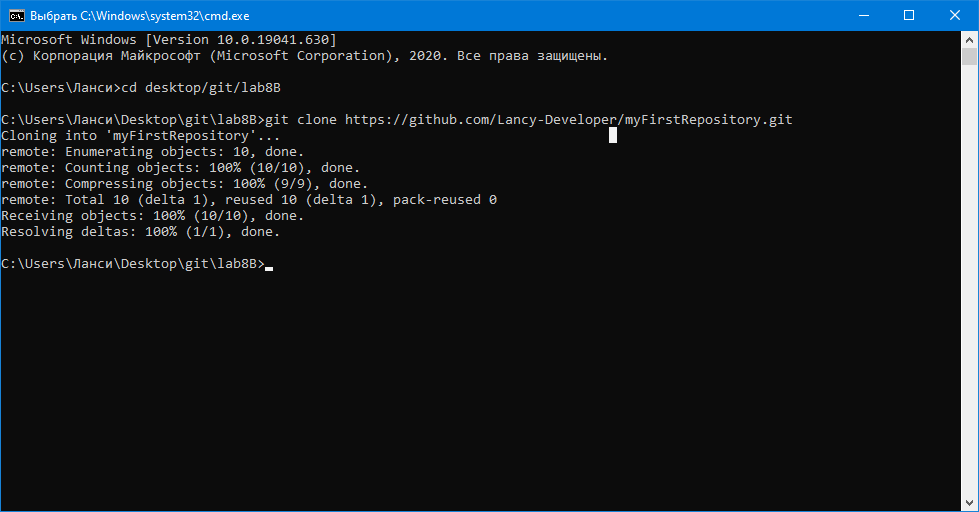 Выбрать C:\Windows\system32\cmd.exe
Microsoft Windows [Version 10.0.19041.630]
(c) Корпорация Майкрософт (Microsoft Corporation), 2020. Все права защищены.
C:\Users\Ланси>cd desktop/git/lab8B
C:\Users\Ланси\Desktop\git\lab8B>git clone https://github.com/Lancy-Developer/myFirstRepository.git
Cloning into 'myFirstRepository'...
remote: Enumerating objects: 10, done.
remote: Counting objects: 100% (10/10), done.
remote: Compressing objects: 100% (9/9), done.
remote: Total 10 (delta 1), reused 10 (delta 1), pack-reused 0
Receiving objects: 100% (10/10), done.
Resolving deltas: 100% (1/1), done.
C:\Users\Ланси\Desktop\git\lab8B>